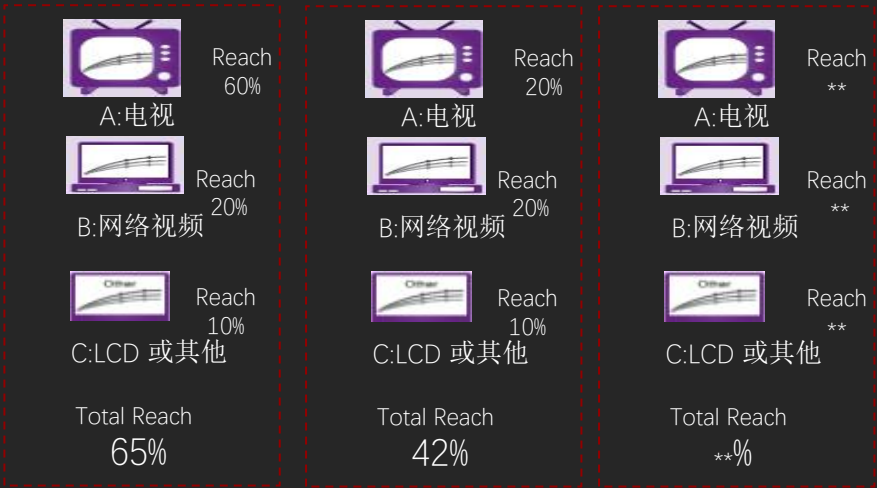 Reach
60%
A:电视
Reach
20%
B:网络视频
Other
Reach
10%
C:LCD 或其他
Total Reach
65%
Reach
20%
A:电视
Reach
20%
B:网络视频
Other
Reach
10%
C:LCD 或其他
Total Reach
42%
Reach
**
A:电视
Reach
**
B:网络视频
Other
Reach
**
C:LCD 或其他
Total Reach
**%